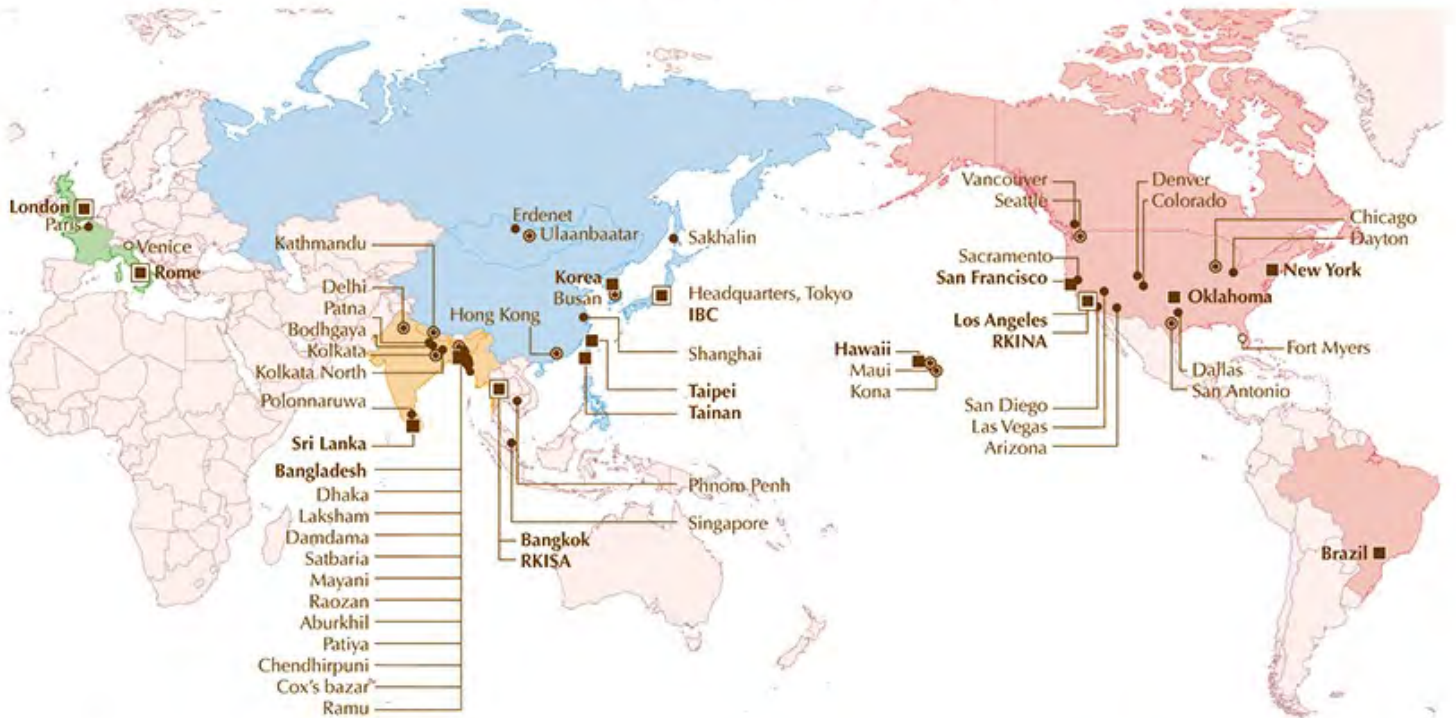 London
Paris
Venice
Rome
Kathmandu
Delhi
Patna
Bodhgaya
Kolkata
Kolkata North
Polonnaruwa
Sri Lanka
Bangladesh
Dhaka
Laksham
Damdama
Satbaria
Mayani
Raozan
Aburkhil
Patiya
Chendhirpuni
Cox's bazar
Ramu
Erdenet
Ulaanbaatar
Sakhalin
Korea
Busan
Headquarters, Tokyo
IBC
Hong Kong
Shanghai
Taipei
Tainan
Phnom Penh
Singapore
Bangkok
RKISA
Hawaii
Maui
Kona
Vancouver
Seattle
Sacramento
San Francisco
Los Angeles
RKINA
San Diego
Las Vegas
Arizona
Denver
Colorado
Chicago
Dayton
New York
Oklahoma
Fort Myers
Dallas
San Antonio
Brazil